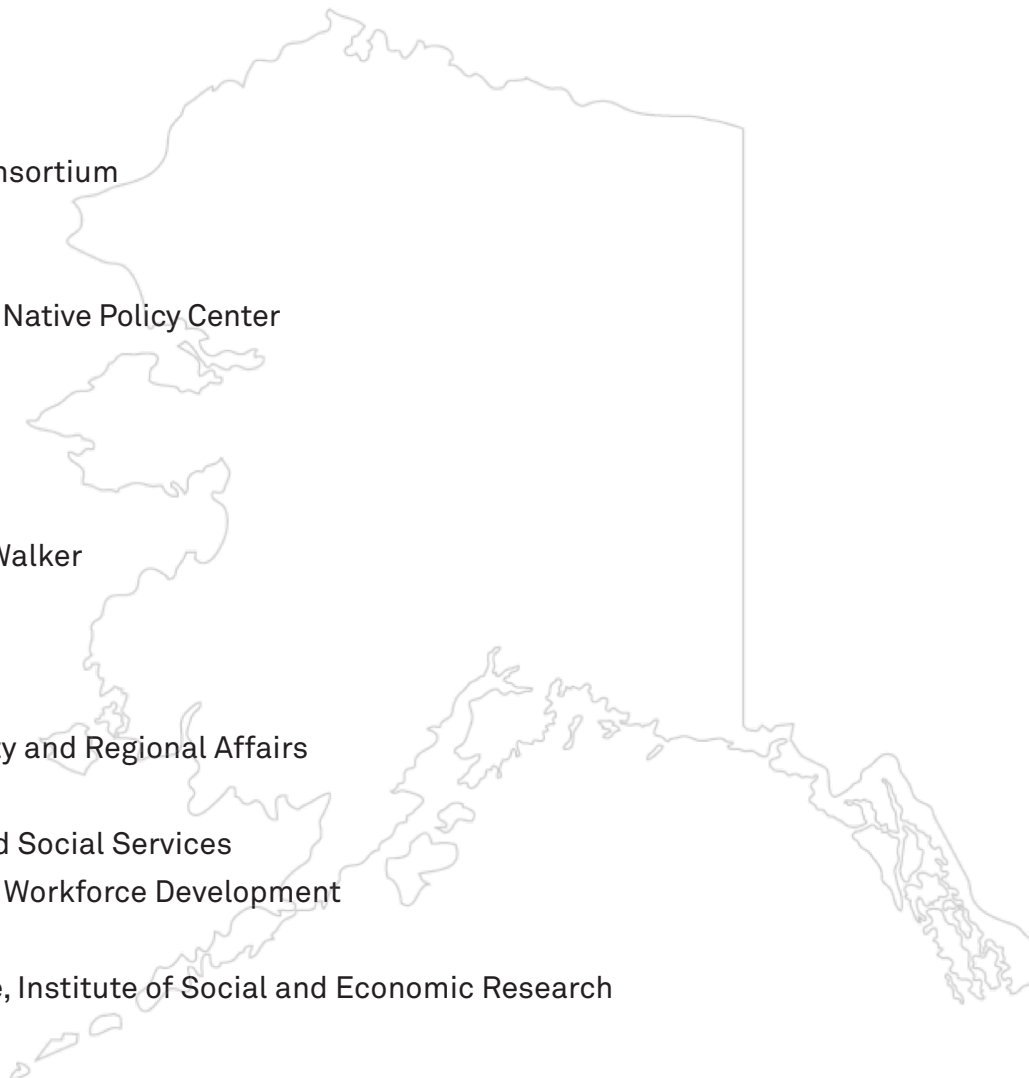 nsortium
Native Policy Center
Walker
y and Regional Affairs
d Social Services
Workforce Development
e, Institute of Social and Economic Research